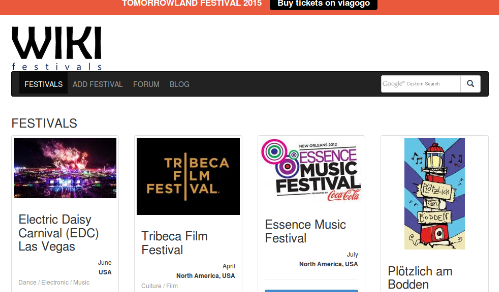 TOMORROWLAND FESTIVAL 2015 Buy tickets on viagogo
WIKI
festivals
FESTIVALS ADD FESTIVAL FORUM BLOG
Google Custom Search
FESTIVALS
TRIBECA
FILM
FESTIVAL
NEW ORLEANS 2012
ESSENCE
MUSIC
FESTIVAL
Coca-Cola
PLÖTZLICH
AM
BODDEN
Electric Daisy
Carnival (EDC)
Las Vegas
June
USA
Dance / Electronic / Music
Tribeca Film
Festival
April
North America, USA
Culture / Film
Essence Music
Festival
July
North America, USA
Plötzlich am
Bodden